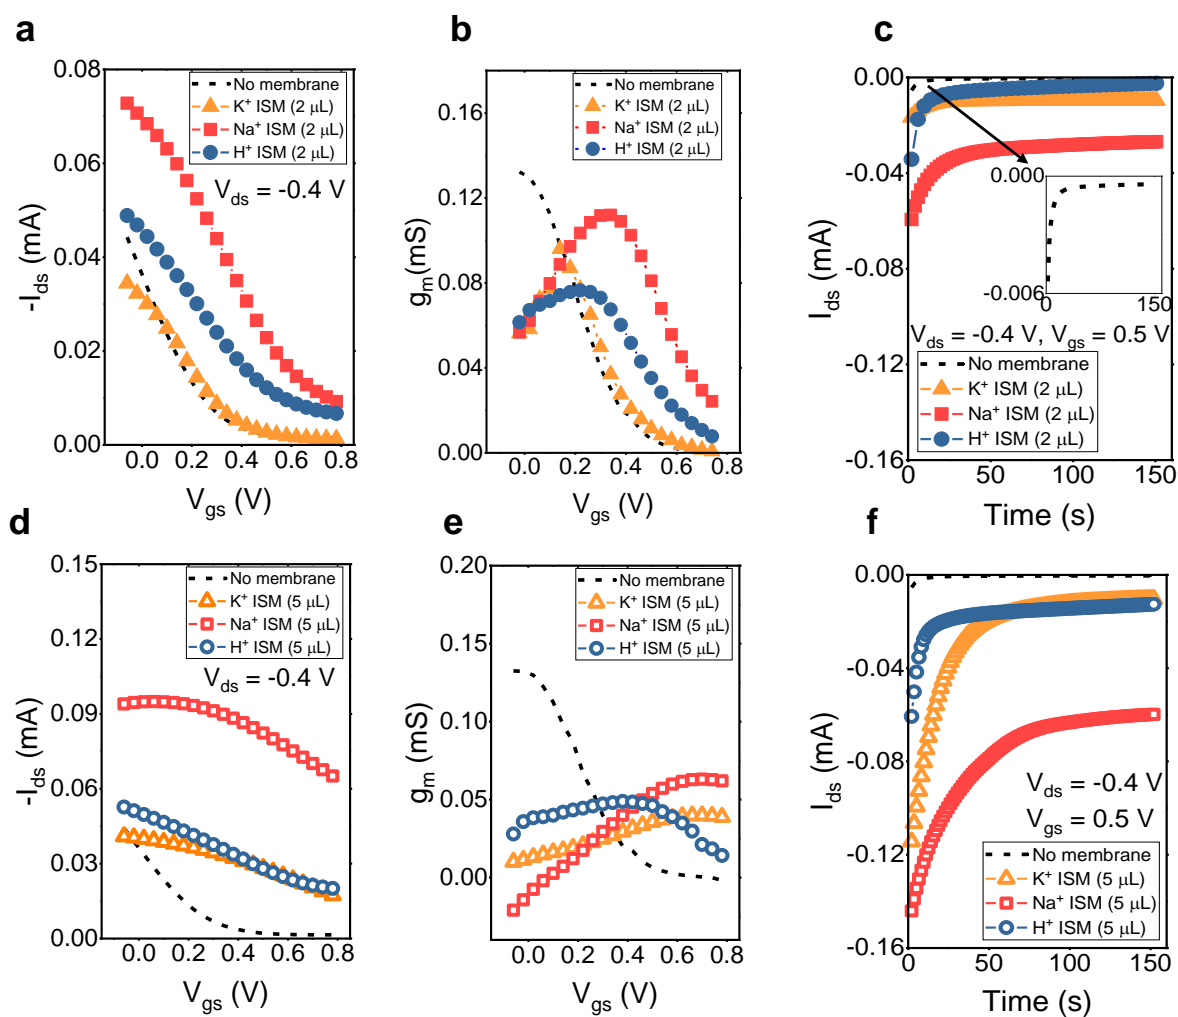 a
0.08
0.06
0.04
0.02
0.00
-I_ds (mA)
No membrane
K⁺ ISM (2 μL)
Na⁺ ISM (2 μL)
H⁺ ISM (2 μL)
V_ds = -0.4 V
0.0 0.2 0.4 0.6 0.8
V_gs (V)
b
0.16
0.12
0.08
0.04
0.00
g_m(mS)
No membrane
K⁺ ISM (2 μL)
Na⁺ ISM (2 μL)
H⁺ ISM (2 μL)
0.0 0.2 0.4 0.6 0.8
V_gs (V)
c
0.00
-0.04
-0.08
-0.12
-0.16
I_ds (mA)
0.000
-0.006
0 150
V_ds = -0.4 V, V_gs = 0.5 V
No membrane
K⁺ ISM (2 μL)
Na⁺ ISM (2 μL)
H⁺ ISM (2 μL)
0 50 100 150
Time (s)
d
0.15
0.12
0.09
0.06
0.03
0.00
-I_ds (mA)
No membrane
K⁺ ISM (5 μL)
Na⁺ ISM (5 μL)
H⁺ ISM (5 μL)
V_ds = -0.4 V
0.0 0.2 0.4 0.6 0.8
V_gs (V)
e
0.20
0.15
0.10
0.05
0.00
g_m (mS)
No membrane
K⁺ ISM (5 μL)
Na⁺ ISM (5 μL)
H⁺ ISM (5 μL)
0.0 0.2 0.4 0.6 0.8
V_gs (V)
f
0.00
-0.04
-0.08
-0.12
-0.16
I_ds (mA)
V_ds = -0.4 V
V_gs = 0.5 V
No membrane
K⁺ ISM (5 μL)
Na⁺ ISM (5 μL)
H⁺ ISM (5 μL)
0 50 100 150
Time (s)